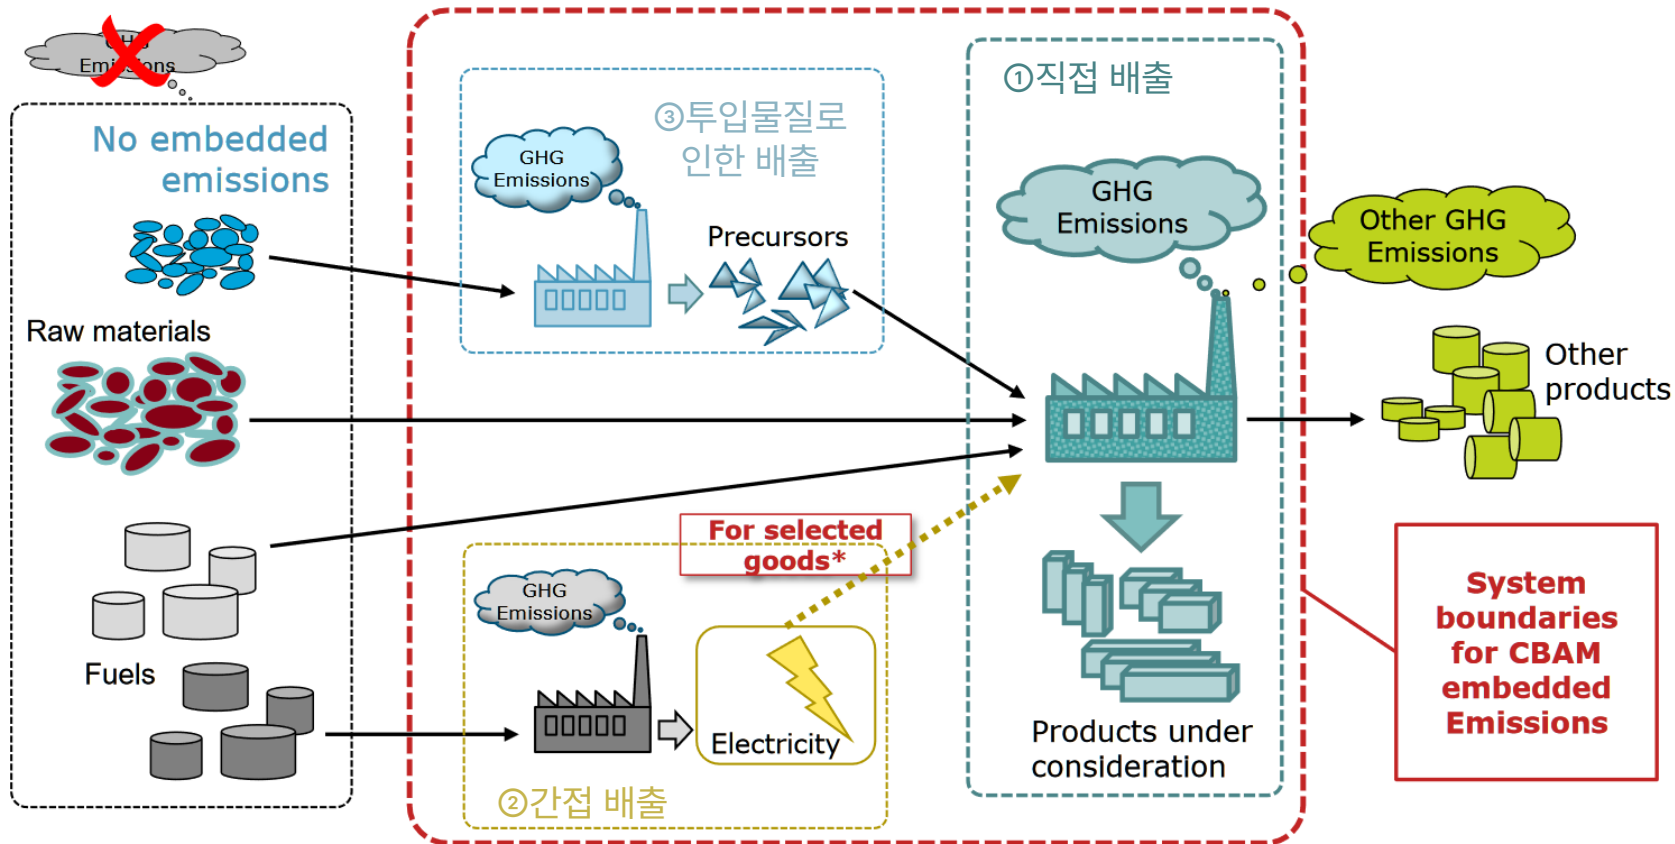 GHG
Emissions
No embedded
emissions
Raw materials
Fuels
③투입물질로
인한 배출
GHG
Emissions
Precursors
For selected
goods*
GHG
Emissions
Electricity
②간접 배출
①직접 배출
GHG
Emissions
Products under
consideration
Other GHG
Emissions
Other
products
System
boundaries
for CBAM
embedded
Emissions